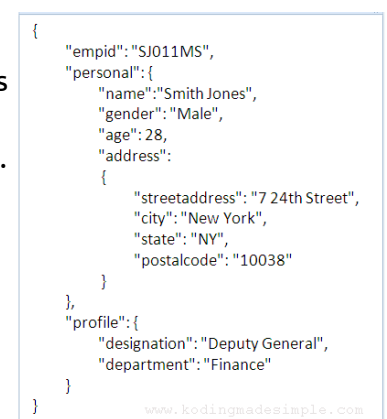 {
"empid": "SJ011MS",
"personal": {
"name":"Smith Jones",
"gender": "Male",
"age": 28,
"address":
{
"streetaddress": "7 24th Street",
"city": "New York",
"state": "NY",
"postalcode": "10038"
}
},
"profile": {
"designation": "Deputy General",
"department": "Finance"
}
}
www.kodingmadesimple.com
s
.